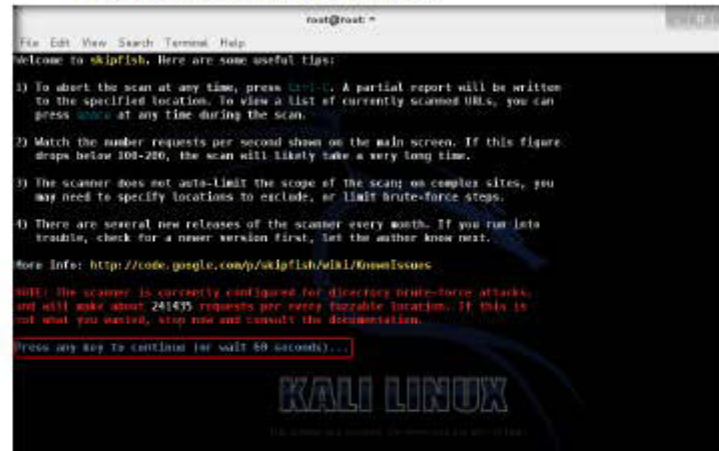 root@root: ~
File Edit View Search Terminal Help
Welcome to skipfish. Here are some useful tips:
1) To abort the scan at any time, press Ctrl-C. A partial report will be written
to the specified location. To view a list of currently scanned URLs, you can
press space at any time during the scan.
2) Watch the number requests per second shown on the main screen. If this figure
drops below 100-200, the scan will likely take a very long time.
3) The scanner does not auto-limit the scope of the scan; on complex sites, you
may need to specify locations to exclude, or limit brute-force steps.
4) There are several new releases of the scanner every month. If you run into
trouble, check for a newer version first, let the author know next.
More info: http://code.google.com/p/skipfish/wiki/KnownIssues
NOTE: The scanner is currently configured for directory brute-force attacks,
and will make about 241435 requests per every fuzzable location. If this is
not what you wanted, stop now and consult the documentation.
Press any key to continue (or wait 60 seconds)...
KALI LINUX